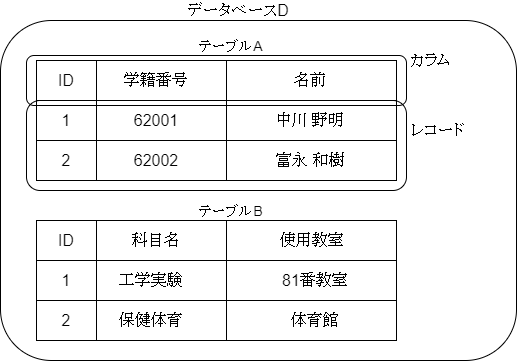 データベースD
テーブルA
カラム
ID 学籍番号 名前
1 62001 中川 野明
レコード
2 62002 富永 和樹
テーブルB
ID 科目名 使用教室
1 工学実験 81番教室
2 保健体育 体育館